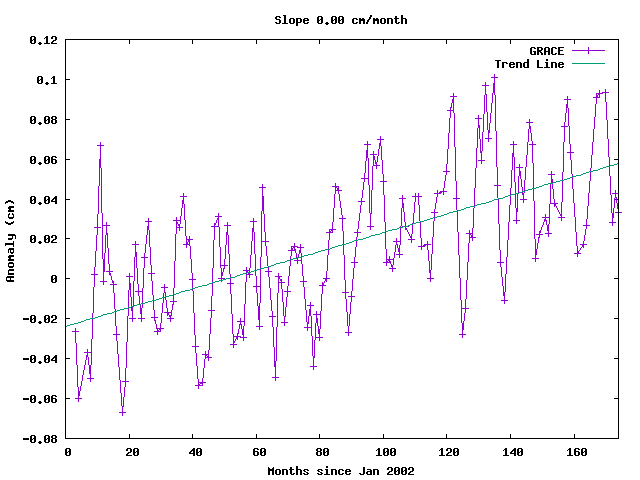 Slope 0.00 cm/month
GRACE
Trend Line
0.12
0.1
0.08
0.06
0.04
0.02
0
-0.02
-0.04
-0.06
-0.08
Anomaly (cm)
0 20 40 60 80 100 120 140 160
Months since Jan 2002